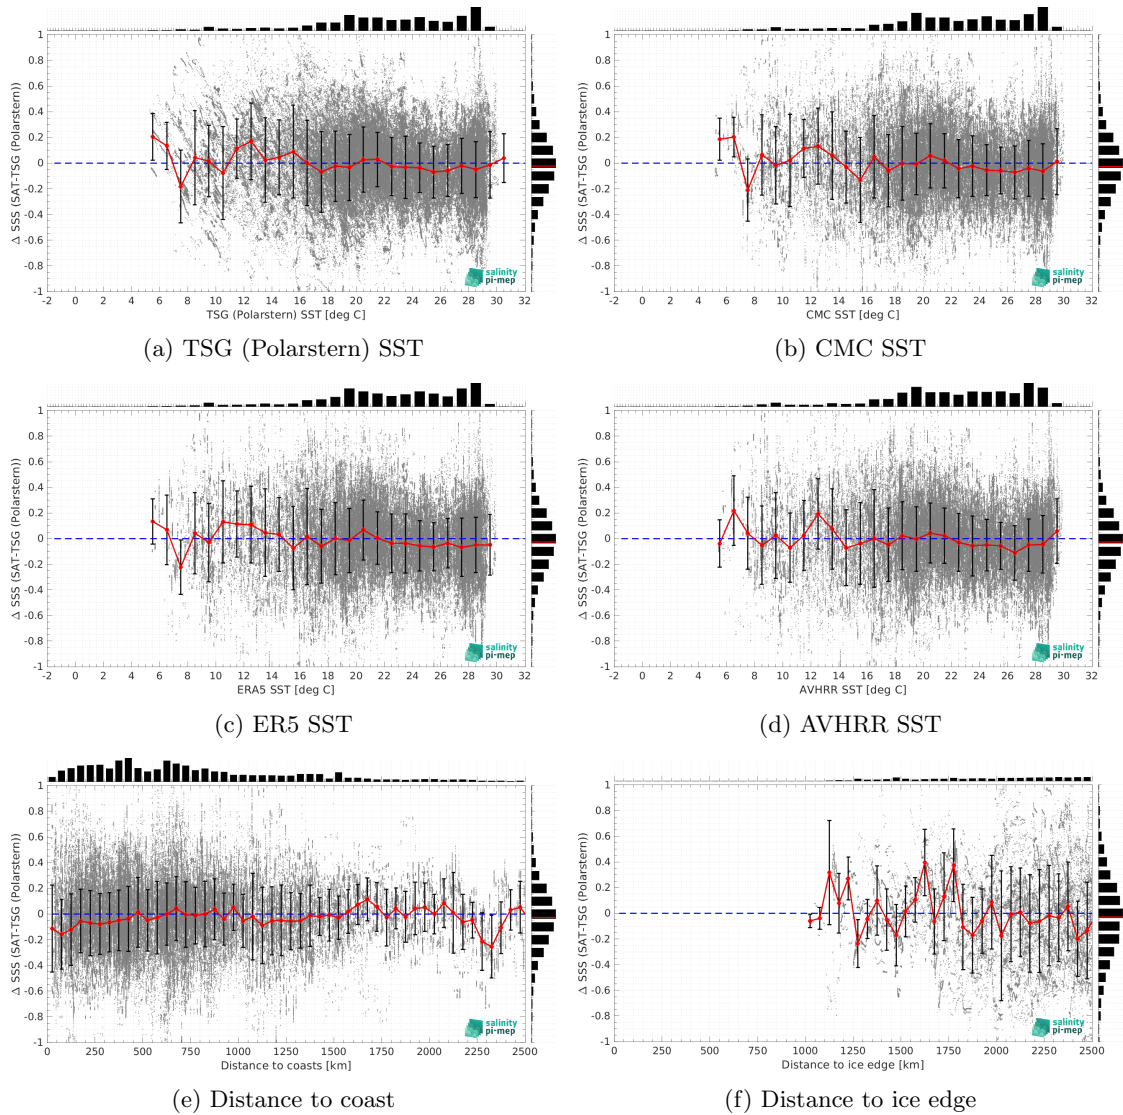 1
0.8
0.6
0.4
0.2
0
-0.2
-0.4
-0.6
-0.8
-1
Δ SSS (SAT-TSG (Polarstern))
salinity
pi-mep
-2 0 2 4 6 8 10 12 14 16 18 20 22 24 26 28 30 32
TSG (Polarstern) SST [deg C]
(a) TSG (Polarstern) SST
1
0.8
0.6
0.4
0.2
0
-0.2
-0.4
-0.6
-0.8
-1
Δ SSS (SAT-TSG (Polarstern))
salinity
pi-mep
-2 0 2 4 6 8 10 12 14 16 18 20 22 24 26 28 30 32
CMC SST [deg C]
(b) CMC SST
1
0.8
0.6
0.4
0.2
0
-0.2
-0.4
-0.6
-0.8
-1
Δ SSS (SAT-TSG (Polarstern))
salinity
pi-mep
-2 0 2 4 6 8 10 12 14 16 18 20 22 24 26 28 30 32
ERA5 SST [deg C]
(c) ER5 SST
1
0.8
0.6
0.4
0.2
0
-0.2
-0.4
-0.6
-0.8
-1
Δ SSS (SAT-TSG (Polarstern))
salinity
pi-mep
-2 0 2 4 6 8 10 12 14 16 18 20 22 24 26 28 30 32
AVHRR SST [deg C]
(d) AVHRR SST
1
0.8
0.6
0.4
0.2
0
-0.2
-0.4
-0.6
-0.8
-1
Δ SSS (SAT-TSG (Polarstern))
salinity
pi-mep
0 250 500 750 1000 1250 1500 1750 2000 2250 2500
Distance to coasts [km]
(e) Distance to coast
1
0.8
0.6
0.4
0.2
0
-0.2
-0.4
-0.6
-0.8
-1
Δ SSS (SAT-TSG (Polarstern))
salinity
pi-mep
0 250 500 750 1000 1250 1500 1750 2000 2250 2500
Distance to ice edge [km]
(f) Distance to ice edge